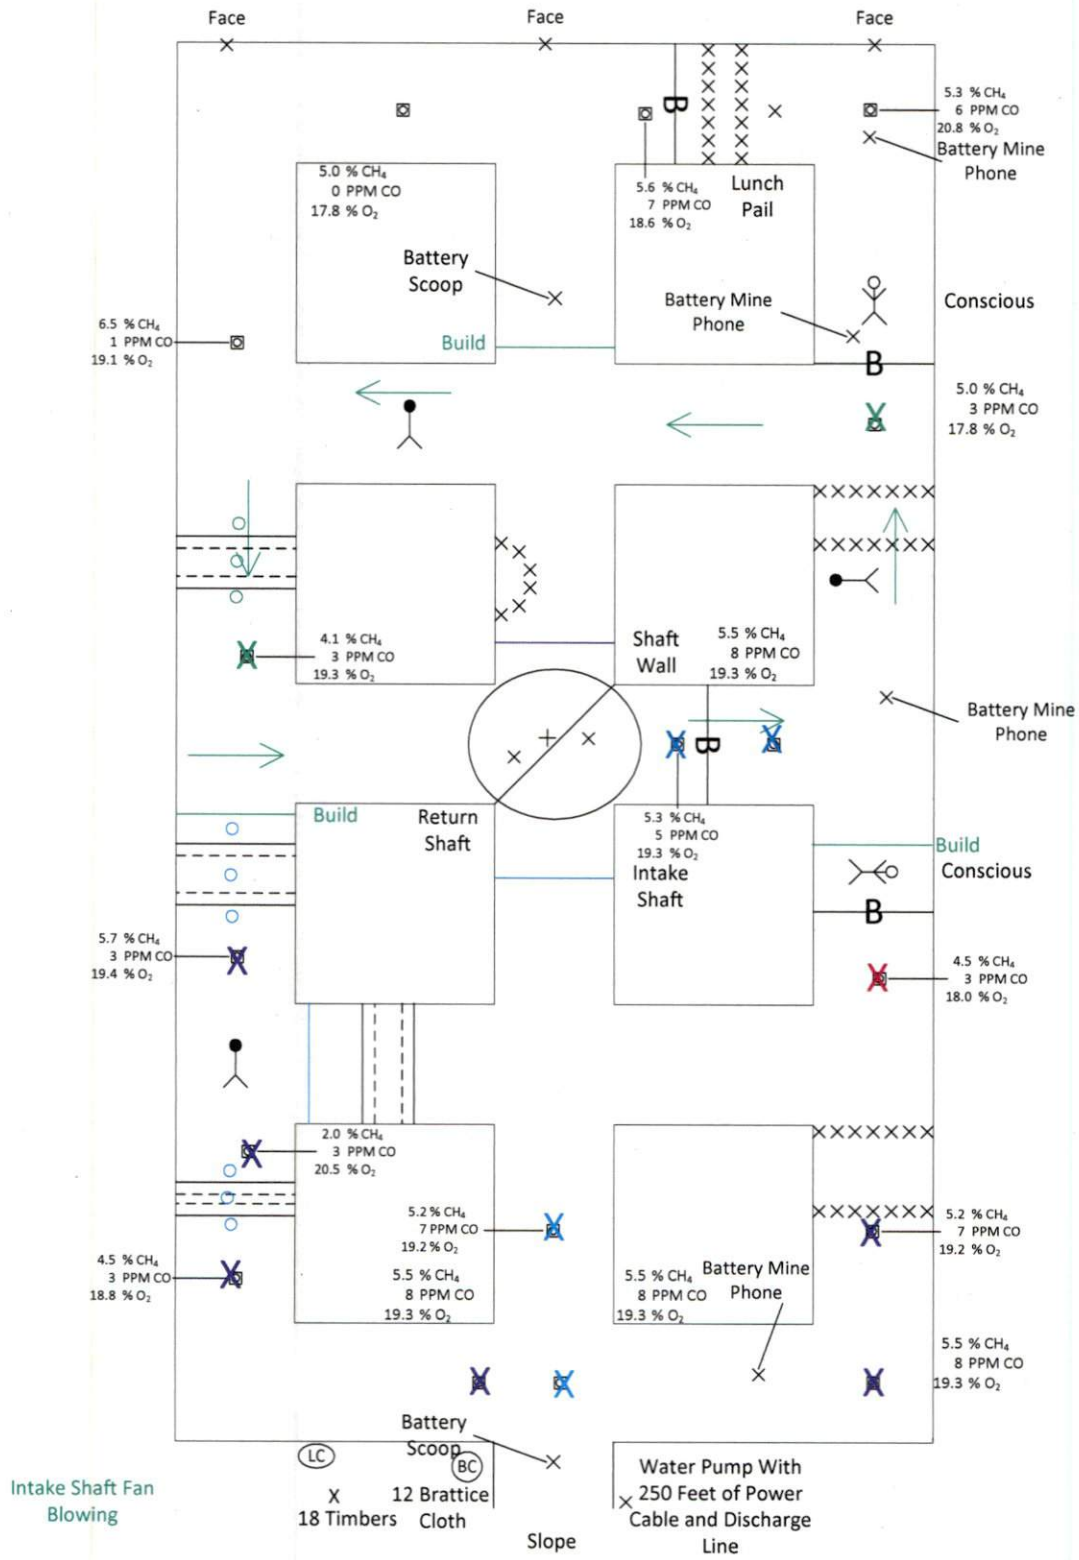 Face
Face
Face
B
5.3 % CH₄
6 PPM CO
20.8 % O₂
Battery Mine
Phone
5.0 % CH₄
0 PPM CO
17.8 % O₂
5.6 % CH₄
7 PPM CO
18.6 % O₂
Lunch
Pail
Battery
Scoop
Battery Mine
Phone
Conscious
6.5 % CH₄
1 PPM CO
19.1 % O₂
Build
B
5.0 % CH₄
3 PPM CO
17.8 % O₂
4.1 % CH₄
3 PPM CO
19.3 % O₂
Shaft
Wall
5.5 % CH₄
8 PPM CO
19.3 % O₂
Battery Mine
Phone
B
Build
Return
Shaft
5.3 % CH₄
5 PPM CO
19.3 % O₂
Intake
Shaft
Build
Conscious
B
5.7 % CH₄
3 PPM CO
19.4 % O₂
4.5 % CH₄
3 PPM CO
18.0 % O₂
2.0 % CH₄
3 PPM CO
20.5 % O₂
5.2 % CH₄
7 PPM CO
19.2 % O₂
5.2 % CH₄
7 PPM CO
19.2 % O₂
4.5 % CH₄
3 PPM CO
18.8 % O₂
5.5 % CH₄
8 PPM CO
19.3 % O₂
5.5 % CH₄
8 PPM CO
19.3 % O₂
Battery Mine
Phone
5.5 % CH₄
8 PPM CO
19.3 % O₂
Battery
Scoop
LC
BC
X
18 Timbers
12 Brattice
Cloth
Slope
Water Pump With
250 Feet of Power
Cable and Discharge
Line
Intake Shaft Fan
Blowing